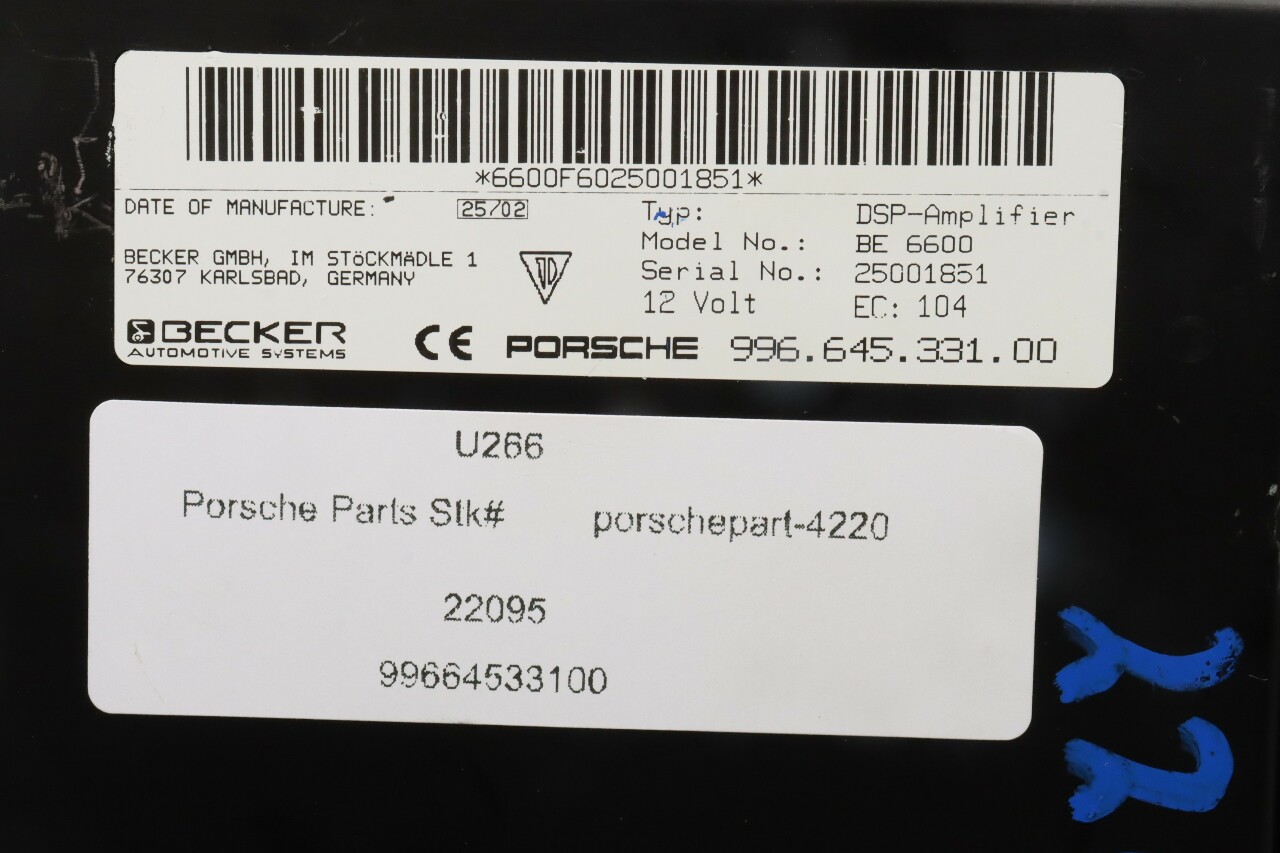 *6600F6025001851*
DATE OF MANUFACTURE: 25/02
BECKER GMBH, IM STÖCKMÄDLE 1
76307 KARLSBAD, GERMANY
BECKER
AUTOMOTIVE SYSTEMS
CE
Typ: DSP-Amplifier
Model No.: BE 6600
Serial No.: 25001851
12 Volt EC: 104
PORSCHE 996.645.331.00
U266
Porsche Parts Stk# porschepart-4220
22095
99664533100